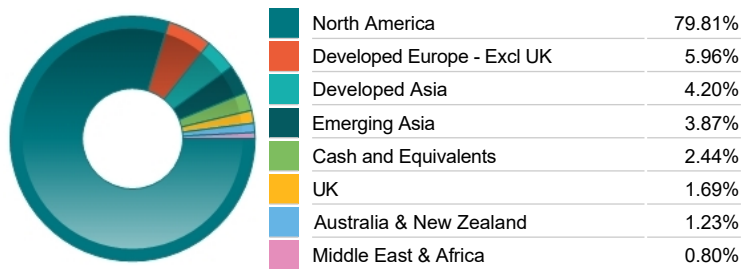 North America 79.81%
Developed Europe - Excl UK 5.96%
Developed Asia 4.20%
Emerging Asia 3.87%
Cash and Equivalents 2.44%
UK 1.69%
Australia & New Zealand 1.23%
Middle East & Africa 0.80%